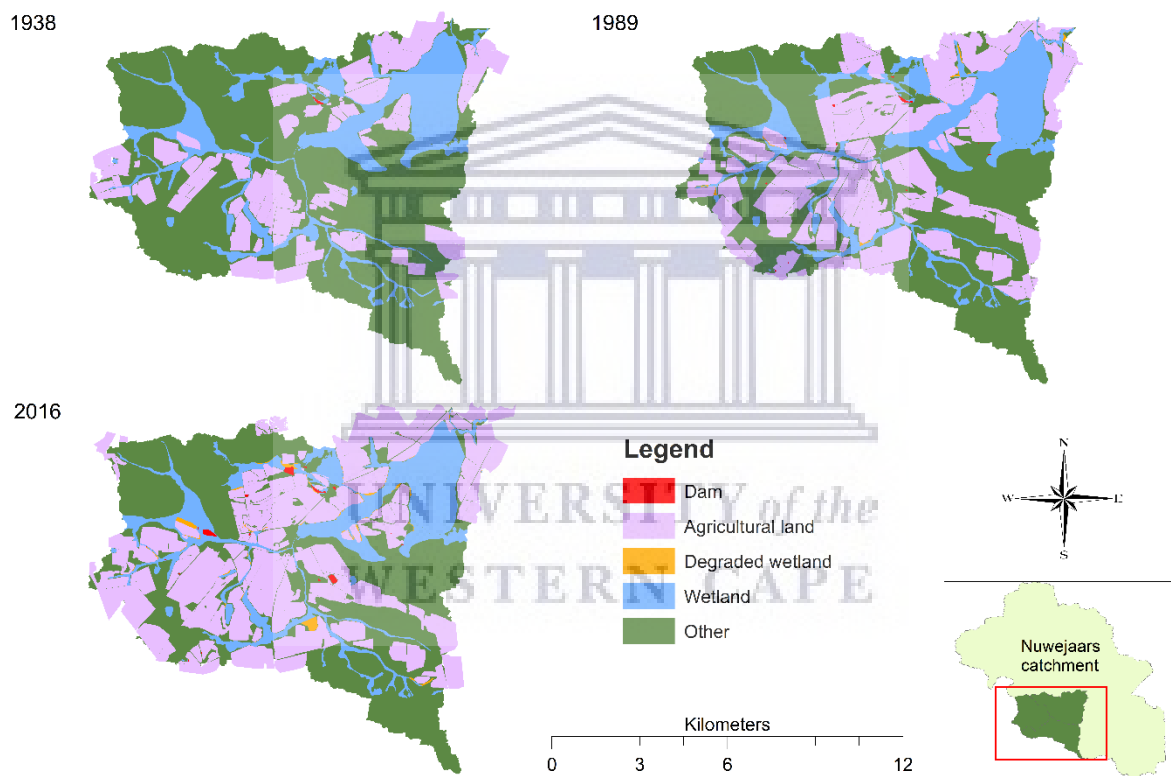 1938
1989
2016
Legend
Dam
Agricultural land
Degraded wetland
Wetland
Other
UNIVERSITY of the
WESTERN CAPE
N
W
E
S
Nuwejaars
catchment
Kilometers
0
3
6
12